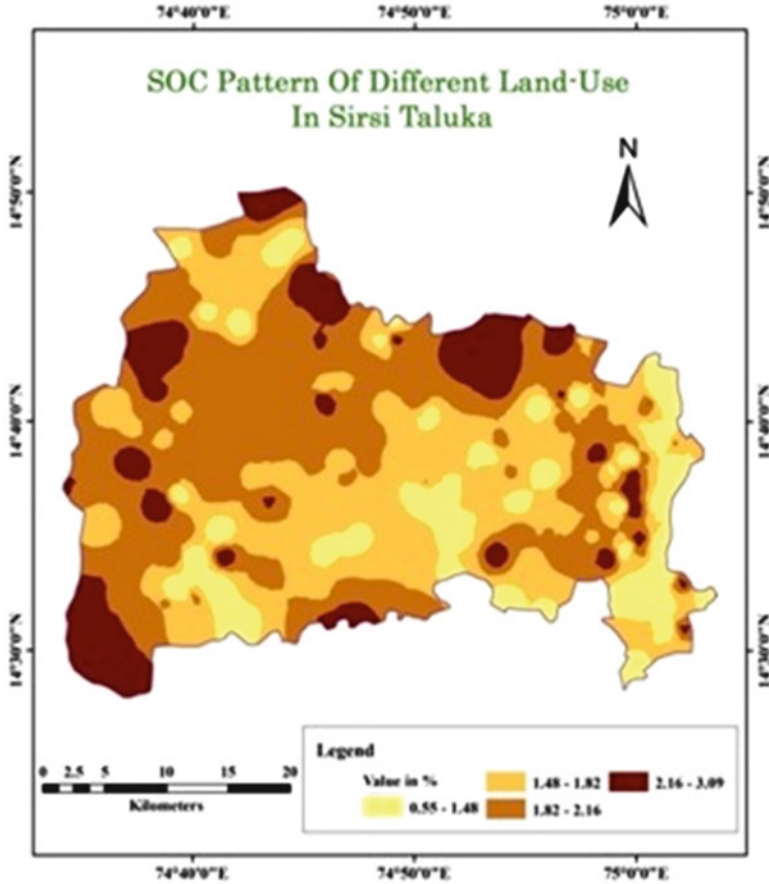 74°40'0"E 74°50'0"E 75°0'0"E
SOC Pattern Of Different Land-Use
In Sirsi Taluka
N
14°50'0"N 14°50'0"N
14°40'0"N 14°40'0"N
14°30'0"N 14°30'0"N
Legend
0 2.5 5 10 15 20
Kilometers
Value in %
0.55 - 1.48
1.48 - 1.82
1.82 - 2.16
2.16 - 3.09
74°40'0"E 74°50'0"E 75°0'0"E